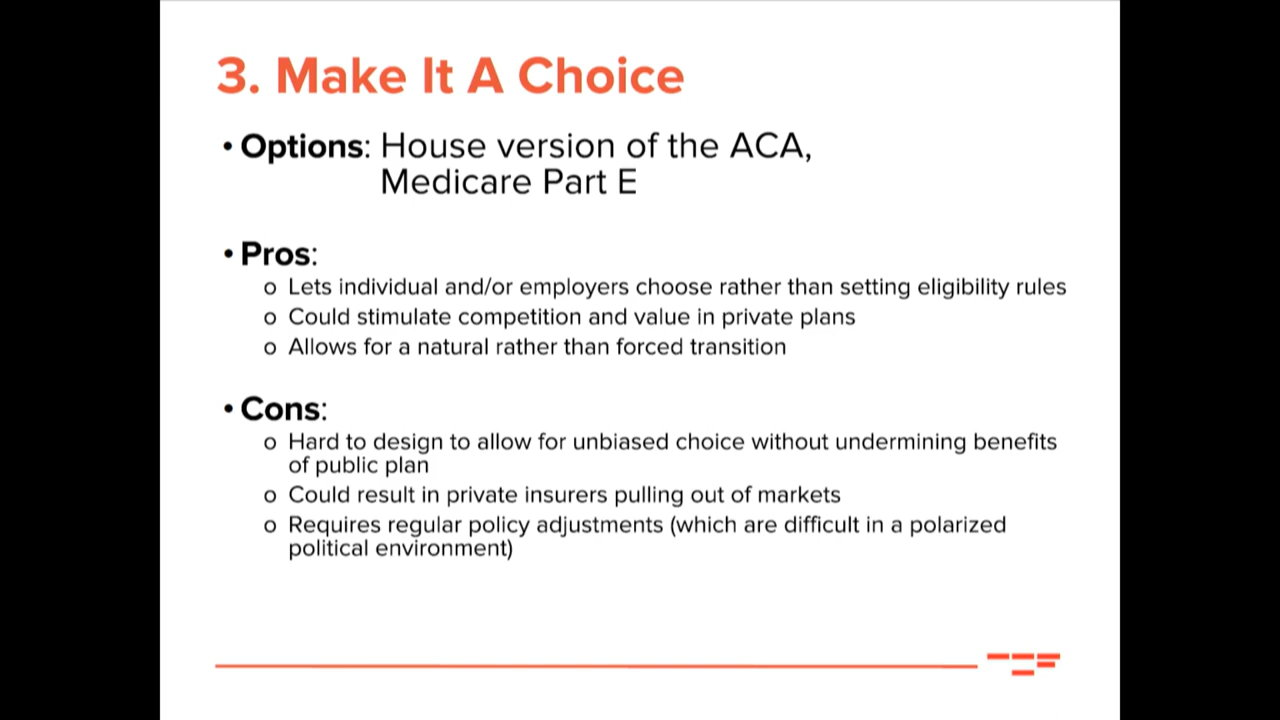 3. Make It A Choice
• Options: House version of the ACA,
Medicare Part E
• Pros:
o Lets individual and/or employers choose rather than setting eligibility rules
o Could stimulate competition and value in private plans
o Allows for a natural rather than forced transition
• Cons:
o Hard to design to allow for unbiased choice without undermining benefits
of public plan
o Could result in private insurers pulling out of markets
o Requires regular policy adjustments (which are difficult in a polarized
political environment)